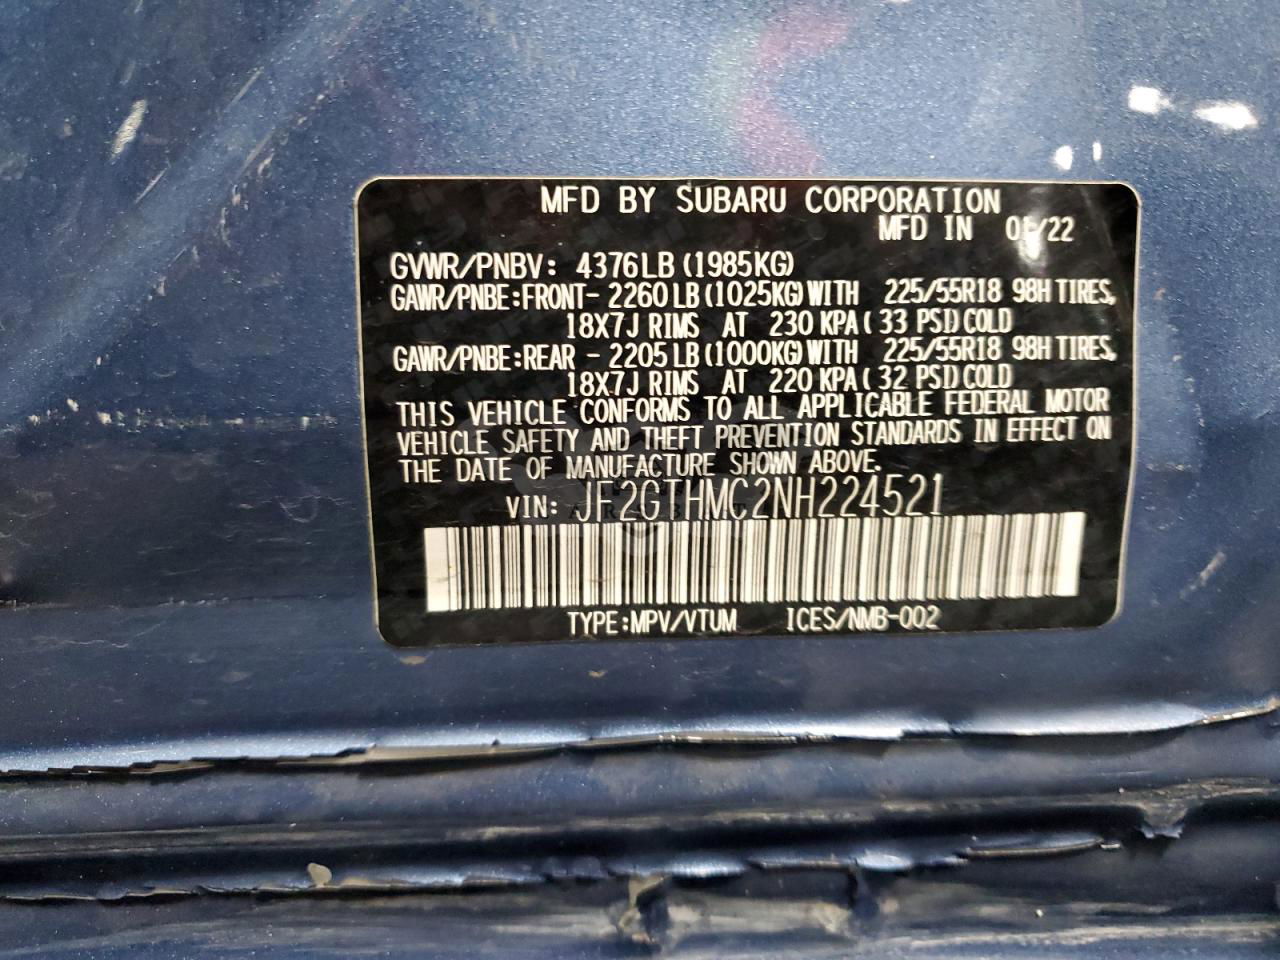 MFD BY SUBARU CORPORATION
MFD IN
GVWR/PNBV: 4376LB (1985KG)
GAWR/PNBE:FRONT- 2260 LB (1025KG) WITH 225/55R18 98H TIRES,
18X7J RIMS AT 230 KPA ( 33 PSI) COLD
GAWR/PNBE:REAR - 2205 LB (1000KG) WITH 225/55R18 98H TIRES,
18X7J RIMS AT 220 KPA ( 32 PSI) COLD
THIS VEHICLE CONFORMS TO ALL APPLICABLE FEDERAL MOTOR
VEHICLE SAFETY AND THEFT PREVENTION STANDARDS IN EFFECT ON
THE DATE OF MANUFACTURE SHOWN ABOVE.
VIN: JF2GTHMC2NH224521
TYPE:MPV/VTUM ICES/NMB-002